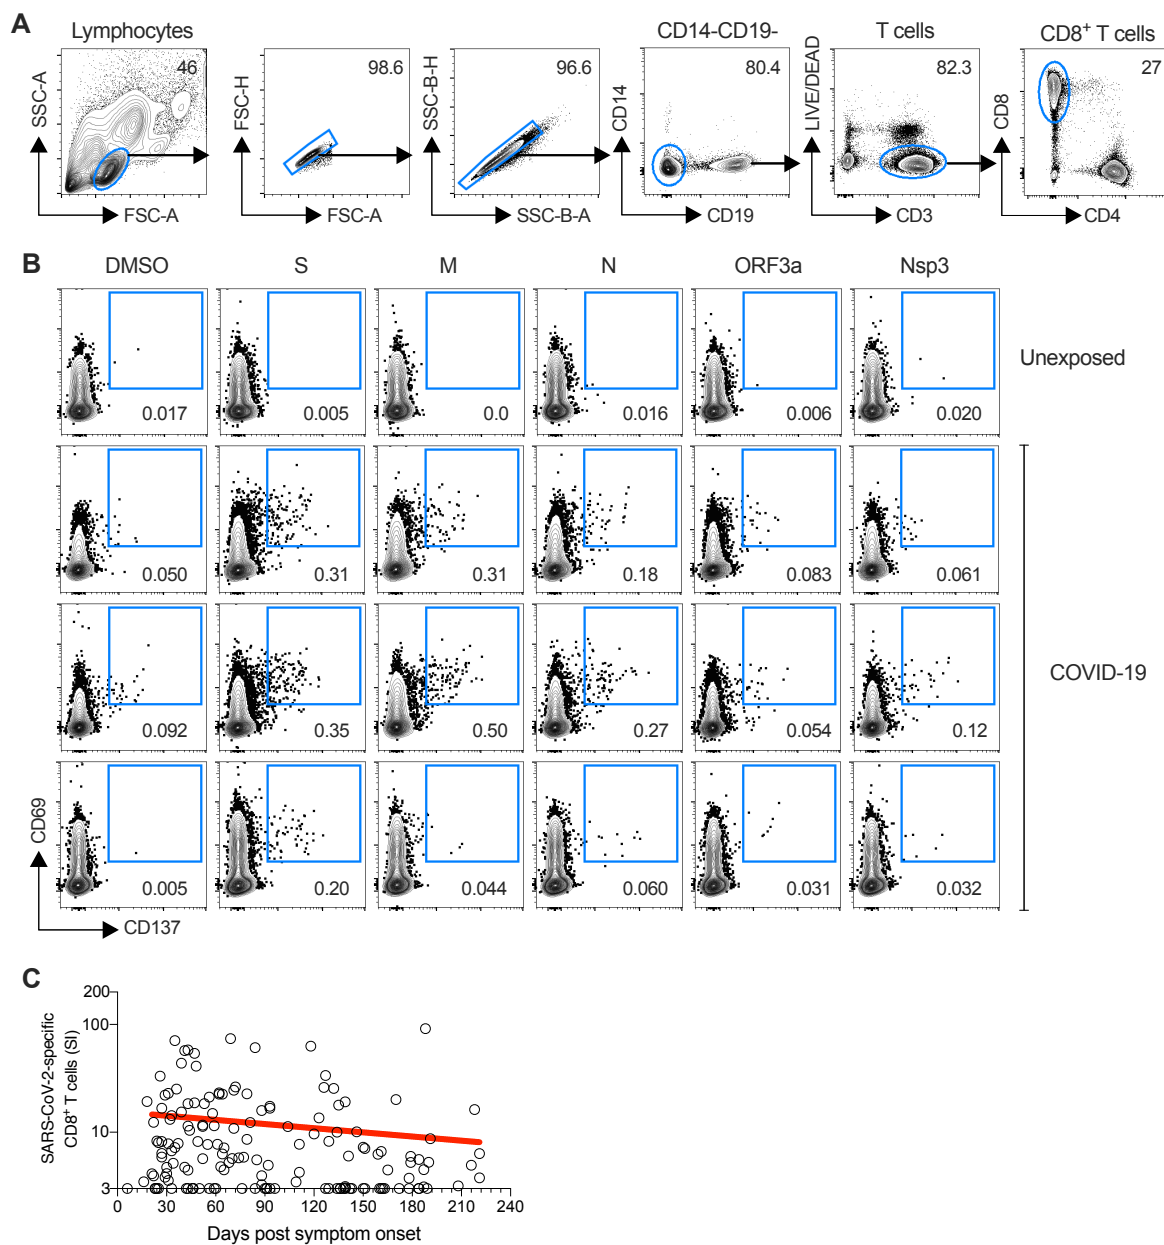 A
Lymphocytes
CD14-CD19-
T cells
CD8⁺ T cells
46
98.6
96.6
80.4
82.3
27
SSC-A
FSC-H
SSC-B-H
CD14
LIVE/DEAD
CD8
FSC-A
FSC-A
SSC-B-A
CD19
CD3
CD4
B
DMSO
S
M
N
ORF3a
Nsp3
0.017
0.005
0.0
0.016
0.006
0.020
Unexposed
0.050
0.31
0.31
0.18
0.083
0.061
0.092
0.35
0.50
0.27
0.054
0.12
COVID-19
0.005
0.20
0.044
0.060
0.031
0.032
CD69
CD137
C
SARS-CoV-2-specific
CD8⁺ T cells (SI)
200
100
10
3
0
30
60
90
120
150
180
210
240
Days post symptom onset